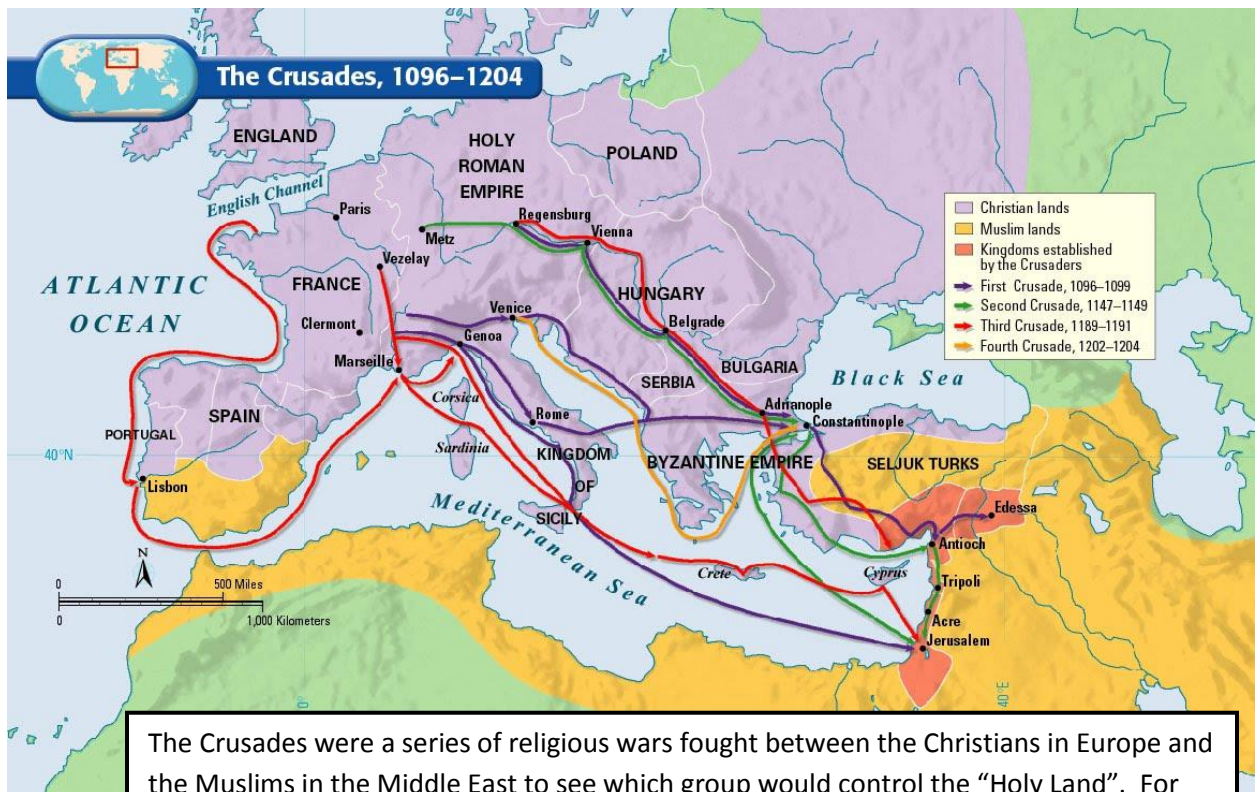 The Crusades, 1096–1204
ENGLAND
HOLY
ROMAN
EMPIRE
POLAND
English Channel
Paris
Regensburg
Metz
Vienna
Vezelay
ATLANTIC
OCEAN
FRANCE
HUNGARY
Venice
Clermont
Genoa
Belgrade
Marseille
SERBIA
BULGARIA
Black Sea
Corsica
Adrianople
SPAIN
Rome
Constantinople
PORTUGAL
Sardinia
40°N
KINGDOM
OF
SICILY
BYZANTINE EMPIRE
SELJUK TURKS
Lisbon
Edessa
Mediterranean Sea
Antioch
Crete
Cyprus
Tripoli
Acre
Jerusalem
N
0 500 Miles
0 1,000 Kilometers
0°
40°E
Christian lands
Muslim lands
Kingdoms established
by the Crusaders
First Crusade, 1096–1099
Second Crusade, 1147–1149
Third Crusade, 1189–1191
Fourth Crusade, 1202–1204
The Crusades were a series of religious wars fought between the Christians in Europe and
the Muslims in the Middle East to see which group would control the “Holy Land”. For